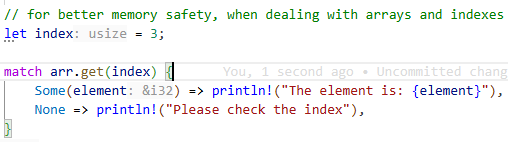 // for better memory safety, when dealing with arrays and indexes
let index: usize = 3;
match arr.get(index) { You, 1 second ago • Uncommitted chang
Some(element: &i32) => println!("The element is: {element}"),
None => println!("Please check the index"),
}